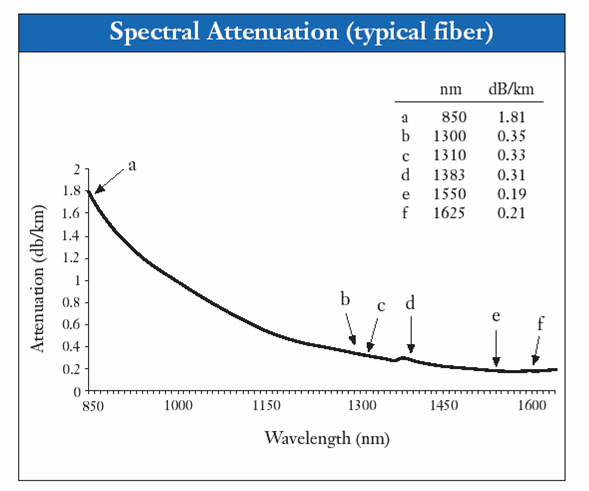 Spectral Attenuation (typical fiber)
nm dB/km
a 850 1.81
b 1300 0.35
c 1310 0.33
d 1383 0.31
e 1550 0.19
f 1625 0.21
Attenuation (db/km)
2
1.8
1.6
1.4
1.2
1
0.8
0.6
0.4
0.2
0
a
b
c
d
e
f
850 1000 1150 1300 1450 1600
Wavelength (nm)